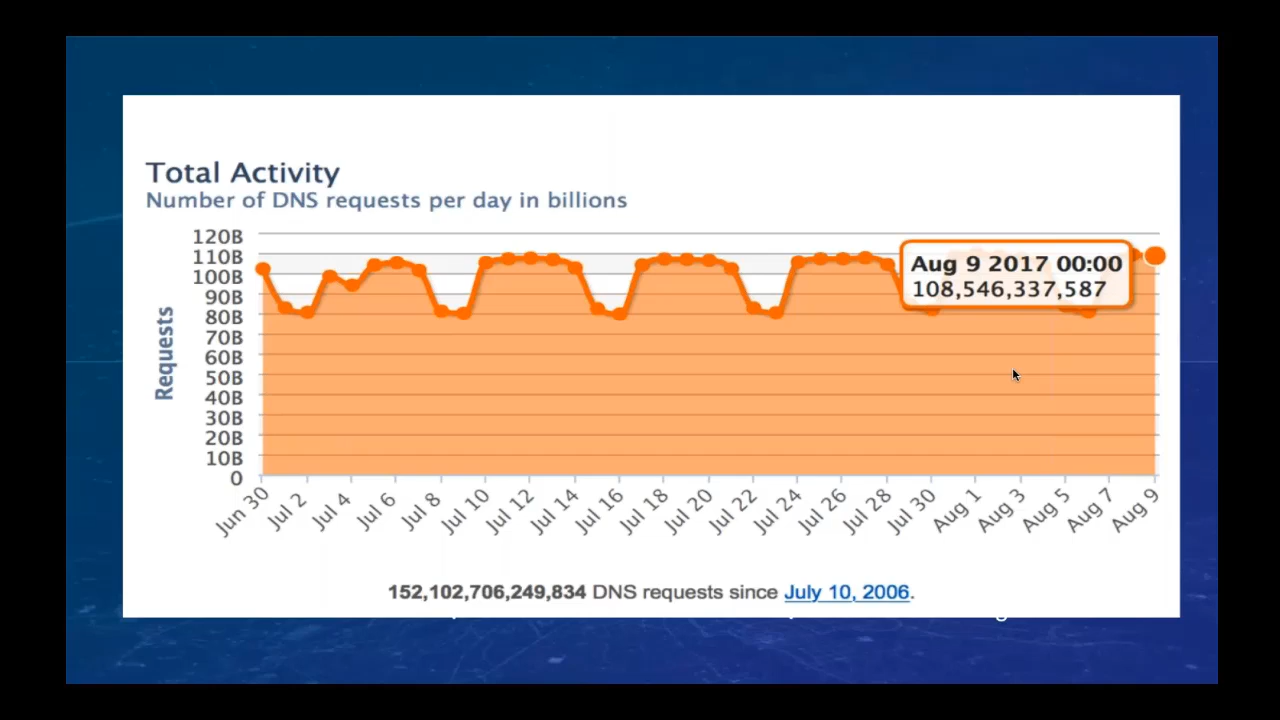 Total Activity
Number of DNS requests per day in billions
120B
110B
100B
90B
80B
70B
60B
50B
40B
30B
20B
10B
0
Requests
Aug 9 2017 00:00
108,546,337,587
Jun 30
Jul 2
Jul 4
Jul 6
Jul 8
Jul 10
Jul 12
Jul 14
Jul 16
Jul 18
Jul 20
Jul 22
Jul 24
Jul 26
Jul 28
Jul 30
Aug 1
Aug 3
Aug 5
Aug 7
Aug 9
152,102,706,249,834 DNS requests since July 10, 2006.